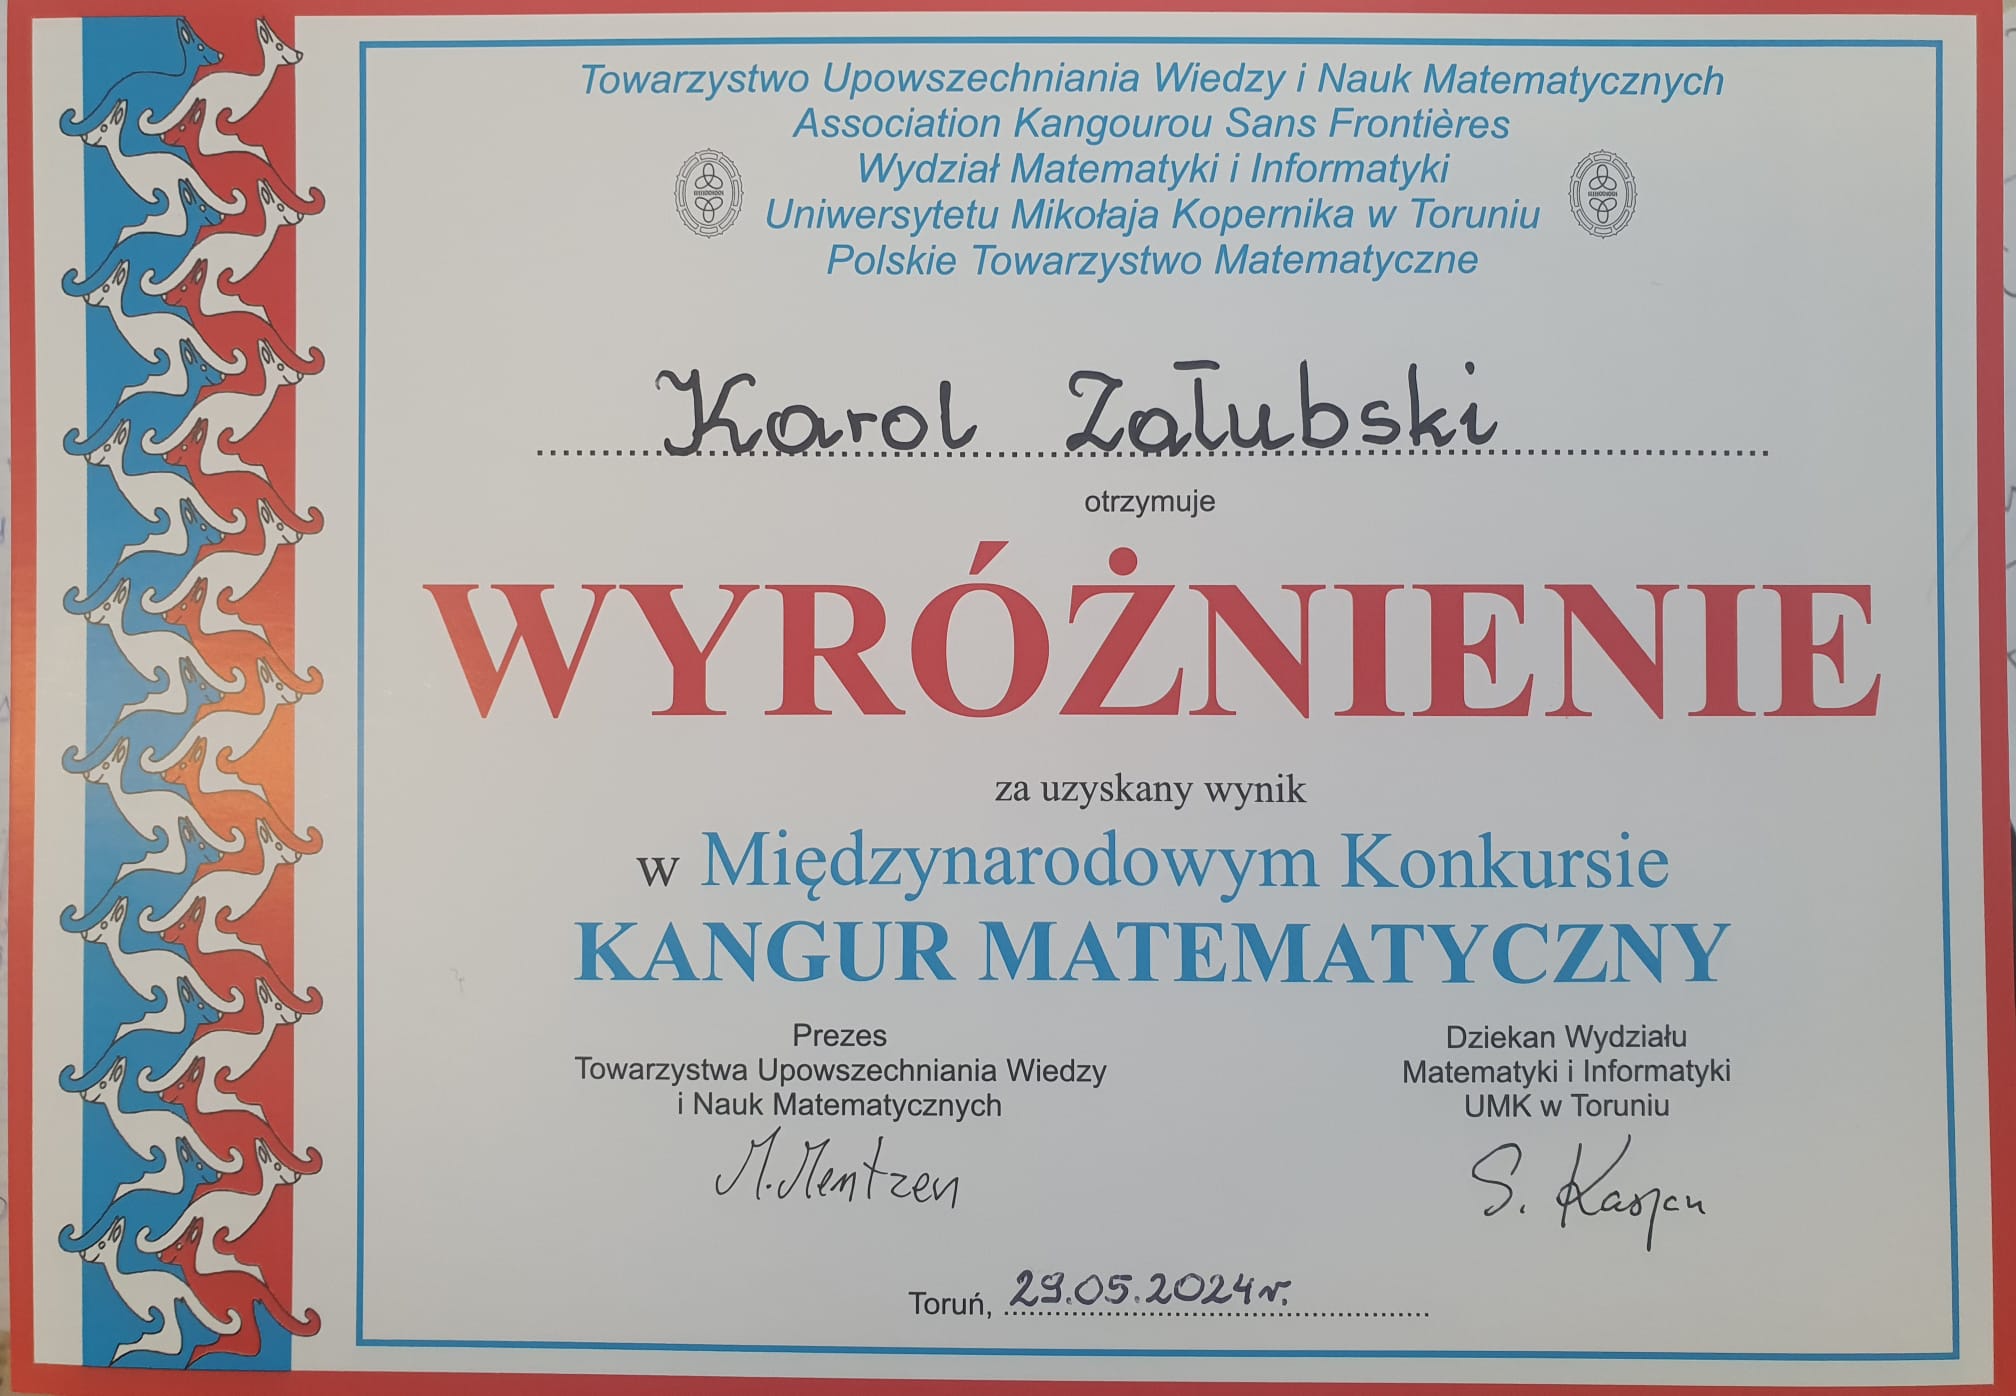 Towarzystwo Upowszechniania Wiedzy i Nauk Matematycznych
Association Kangourou Sans Frontières
Wydział Matematyki i Informatyki
Uniwersytetu Mikołaja Kopernika w Toruniu
Polskie Towarzystwo Matematyczne
Karol Załubski
otrzymuje
WYRÓŻNIENIE
za uzyskany wynik
w Międzynarodowym Konkursie
KANGUR MATEMATYCZNY
Prezes
Towarzystwa Upowszechniania Wiedzy
i Nauk Matematycznych
M. Mentzen
Dziekan Wydziału
Matematyki i Informatyki
UMK w Toruniu
S. Kasjan
Toruń, 29.05.2024 r.